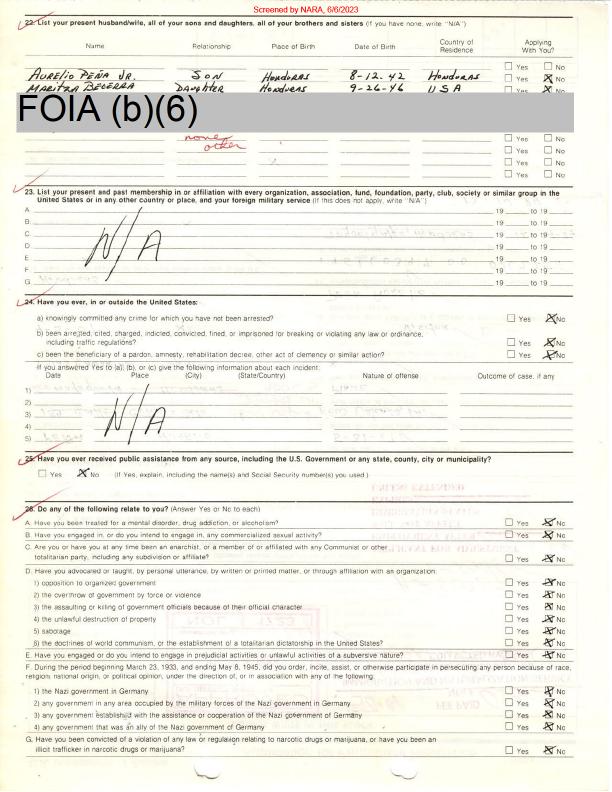 Screened by NARA, 6/6/2023
22. List your present husband/wife, all of your sons and daughters, all of your brothers and sisters (If you have none, write "N/A")
Name Relationship Place of Birth Date of Birth Country of Residence Applying With You?
☐ Yes ☐ No
AURELIO PEÑA JR. SON HONDURAS 8-12-42 HONDURAS ☐ Yes ☒ No
MARITZA BECERRA DAUGHTER HONDURAS 9-26-46 USA ☐ Yes ☒ No
FOIA (b)(6)
none ☐ Yes ☐ No
other ☐ Yes ☐ No
☐ Yes ☐ No
☐ Yes ☐ No
23. List your present and past membership in or affiliation with every organization, association, fund, foundation, party, club, society or similar group in the
United States or in any other country or place, and your foreign military service (If this does not apply, write "N/A")
A. 19 to 19
B. 19 to 19
C. 19 to 19
D. N/A 19 to 19
E. 19 to 19
F. 19 to 19
G. 19 to 19
24. Have you ever, in or outside the United States:
a) knowingly committed any crime for which you have not been arrested? ☐ Yes ☒ No
b) been arrested, cited, charged, indicted, convicted, fined, or imprisoned for breaking or violating any law or ordinance,
including traffic regulations? ☐ Yes ☒ No
c) been the beneficiary of a pardon, amnesty, rehabilitation decree, other act of clemency or similar action? ☐ Yes ☒ No
If you answered Yes to (a), (b), or (c) give the following information about each incident:
Date Place (City) (State/Country) Nature of offense Outcome of case, if any
1)
2)
3) N/A
4)
5)
25. Have you ever received public assistance from any source, including the U.S. Government or any state, county, city or municipality?
☐ Yes ☒ No (If Yes, explain, including the name(s) and Social Security number(s) you used.)
26. Do any of the following relate to you? (Answer Yes or No to each)
A. Have you been treated for a mental disorder, drug addiction, or alcoholism? ☐ Yes ☒ No
B. Have you engaged in, or do you intend to engage in, any commercialized sexual activity? ☐ Yes ☒ No
C. Are you or have you at any time been an anarchist, or a member of or affiliated with any Communist or other
totalitarian party, including any subdivision or affiliate? ☐ Yes ☒ No
D. Have you advocated or taught, by personal utterance, by written or printed matter, or through affiliation with an organization:
1) opposition to organized government ☐ Yes ☒ No
2) the overthrow of government by force or violence ☐ Yes ☒ No
3) the assaulting or killing of government officials because of their official character ☐ Yes ☒ No
4) the unlawful destruction of property ☐ Yes ☒ No
5) sabotage ☐ Yes ☒ No
6) the doctrines of world communism, or the establishment of a totalitarian dictatorship in the United States? ☐ Yes ☒ No
E. Have you engaged or do you intend to engage in prejudicial activities or unlawful activities of a subversive nature? ☐ Yes ☒ No
F. During the period beginning March 23, 1933, and ending May 8, 1945, did you order, incite, assist, or otherwise participate in persecuting any person because of race,
religion, national origin, or political opinion, under the direction of, or in association with any of the following:
1) the Nazi government in Germany ☐ Yes ☒ No
2) any government in any area occupied by the military forces of the Nazi government in Germany ☐ Yes ☒ No
3) any government established with the assistance or cooperation of the Nazi government of Germany ☐ Yes ☒ No
4) any government that was an ally of the Nazi government of Germany ☐ Yes ☒ No
G. Have you been convicted of a violation of any law or regulation relating to narcotic drugs or marijuana, or have you been an
illicit trafficker in narcotic drugs or marijuana? ☐ Yes ☒ No